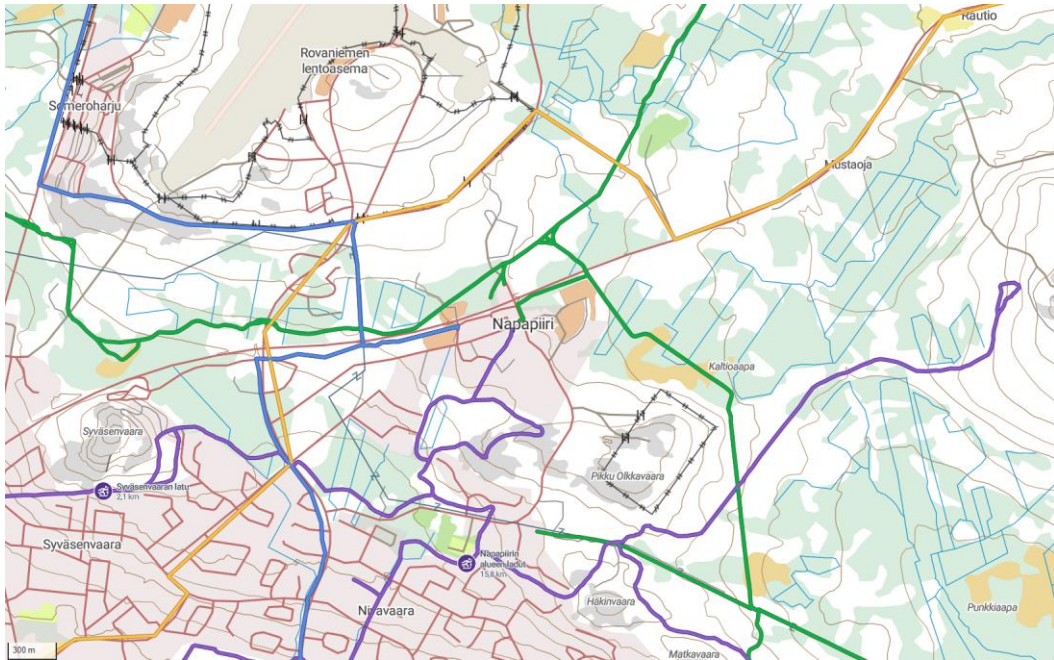 Rautio
Rovaniemen
lentoasema
Someroharju
Mustaoja
Napapiiri
Kaltioaapa
Syväsenvaara
Pikku Olkkavaara
Syväsenvaaran latu
2,1 km
Syväsenvaara
Napapiirin
alueen ladut
15,8 km
Nivavaara
Häkinvaara
Punkkiaapa
Matkavaara
300 m